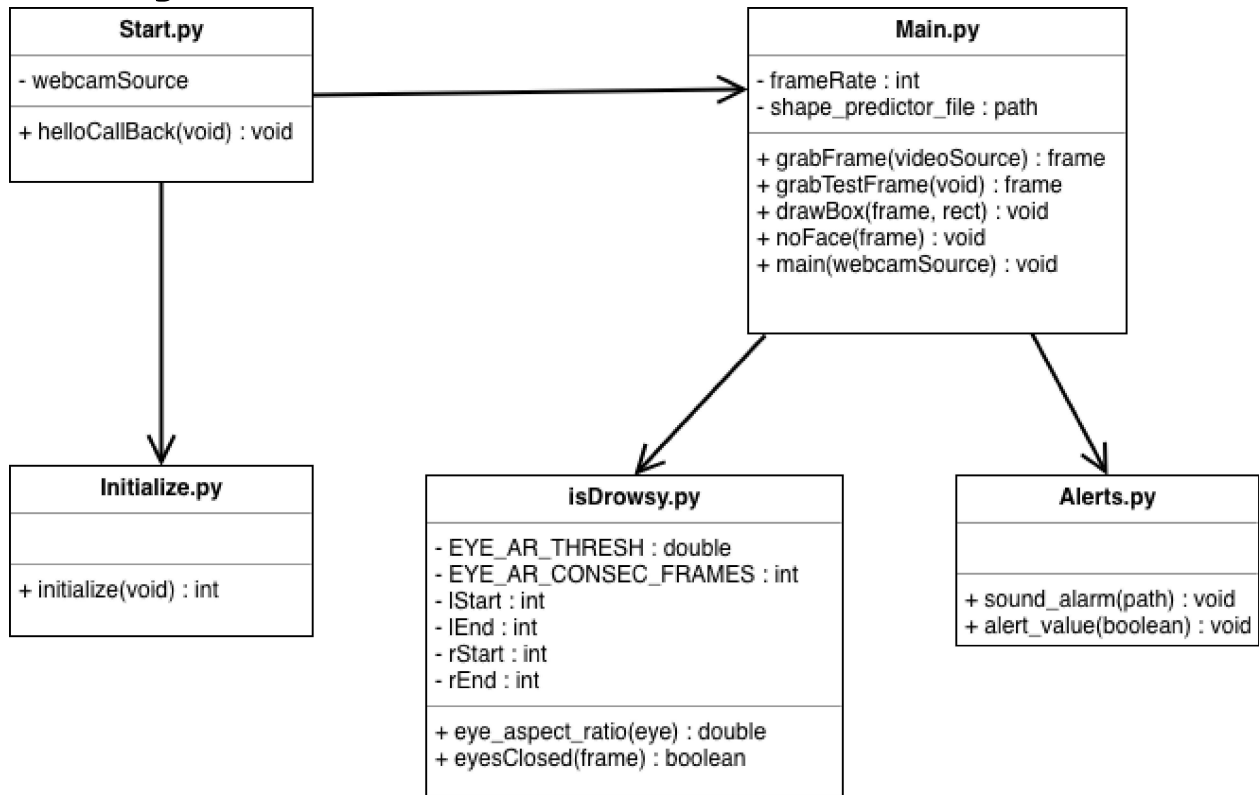 Start.py
- webcamSource
+ helloCallBack(void) : void
Main.py
- frameRate : int
- shape_predictor_file : path
+ grabFrame(videoSource) : frame
+ grabTestFrame(void) : frame
+ drawBox(frame, rect) : void
+ noFace(frame) : void
+ main(webcamSource) : void
Initialize.py
+ initialize(void) : int
isDrowsy.py
- EYE_AR_THRESH : double
- EYE_AR_CONSEC_FRAMES : int
- lStart : int
- lEnd : int
- rStart : int
- rEnd : int
+ eye_aspect_ratio(eye) : double
+ eyesClosed(frame) : boolean
Alerts.py
+ sound_alarm(path) : void
+ alert_value(boolean) : void